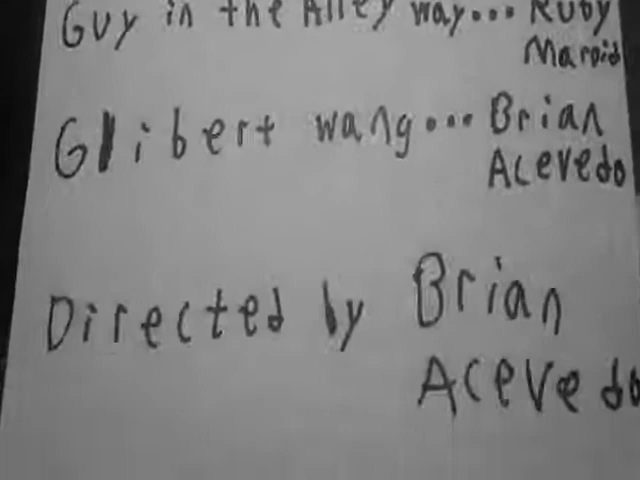 Guy in the Alley way... Ruby
Maroid
Glibert wang... Brian
Acevedo
Directed by Brian
Acevedo